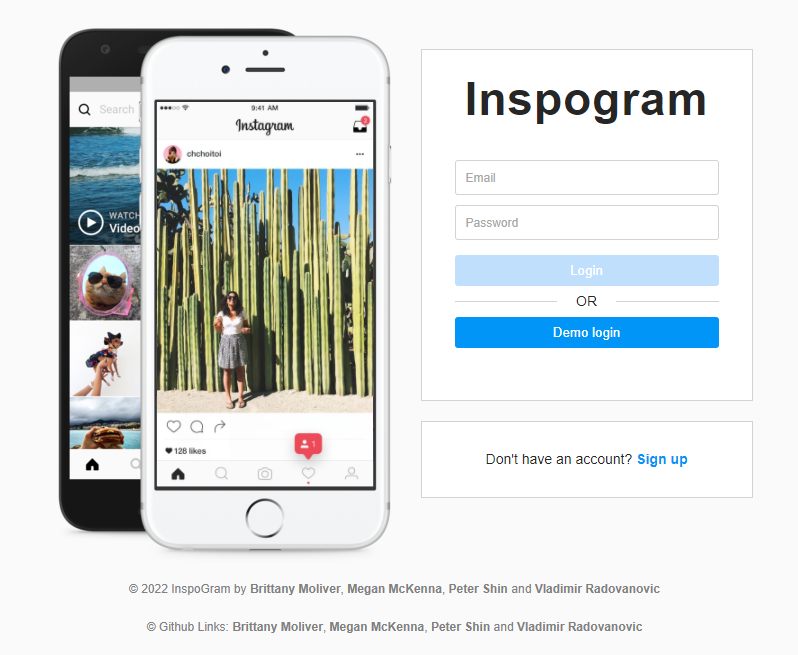 Search
WATCH
Video
9:41 AM
Instagram
2
chchoitoi
1
128 likes
Inspogram
Email
Password
Login
OR
Demo login
Don't have an account? Sign up
© 2022 InspoGram by Brittany Moliver, Megan McKenna, Peter Shin and Vladimir Radovanovic
© Github Links: Brittany Moliver, Megan McKenna, Peter Shin and Vladimir Radovanovic